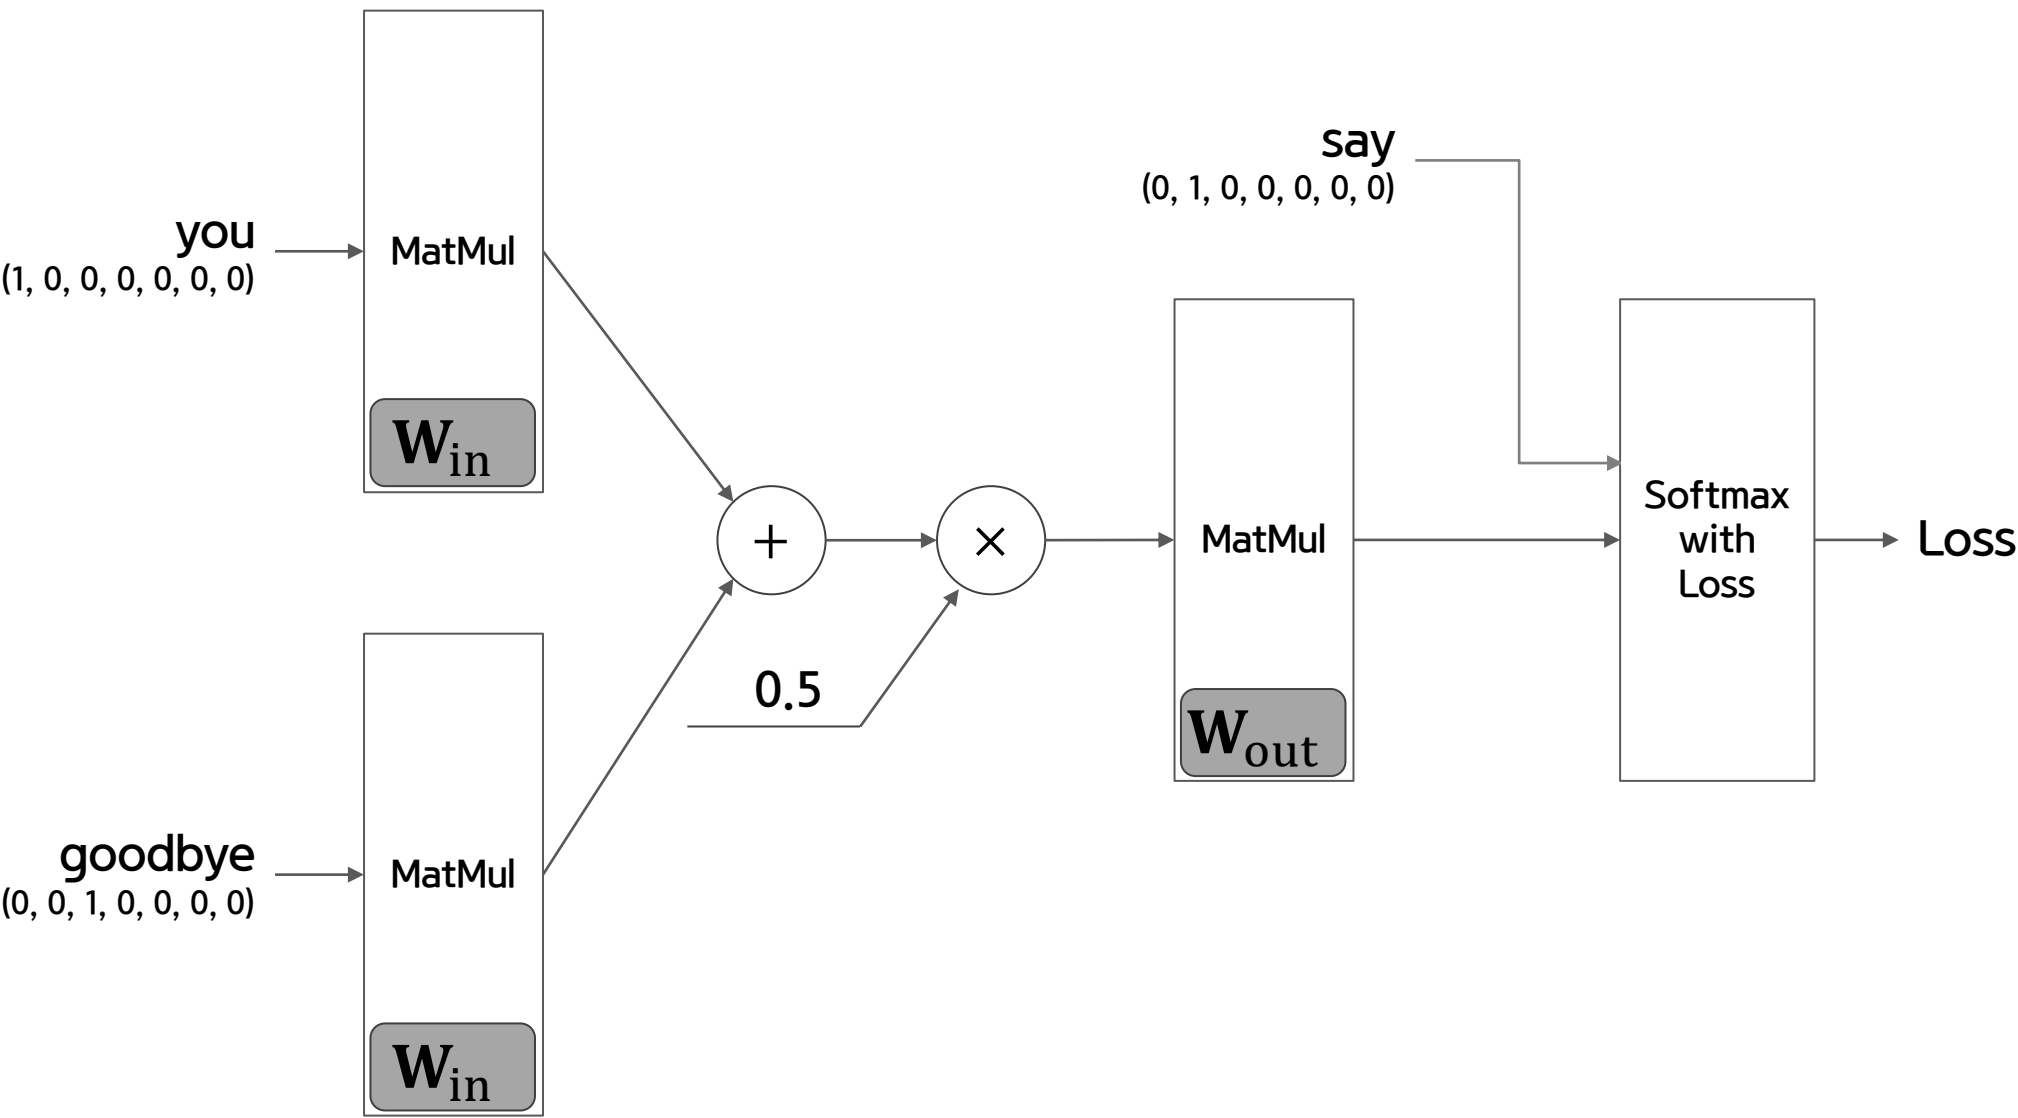 you
(1, 0, 0, 0, 0, 0, 0)
MatMul
W_in
say
(0, 1, 0, 0, 0, 0, 0)
+
×
0.5
MatMul
W_out
Softmax
with
Loss
Loss
goodbye
(0, 0, 1, 0, 0, 0, 0)
MatMul
W_in